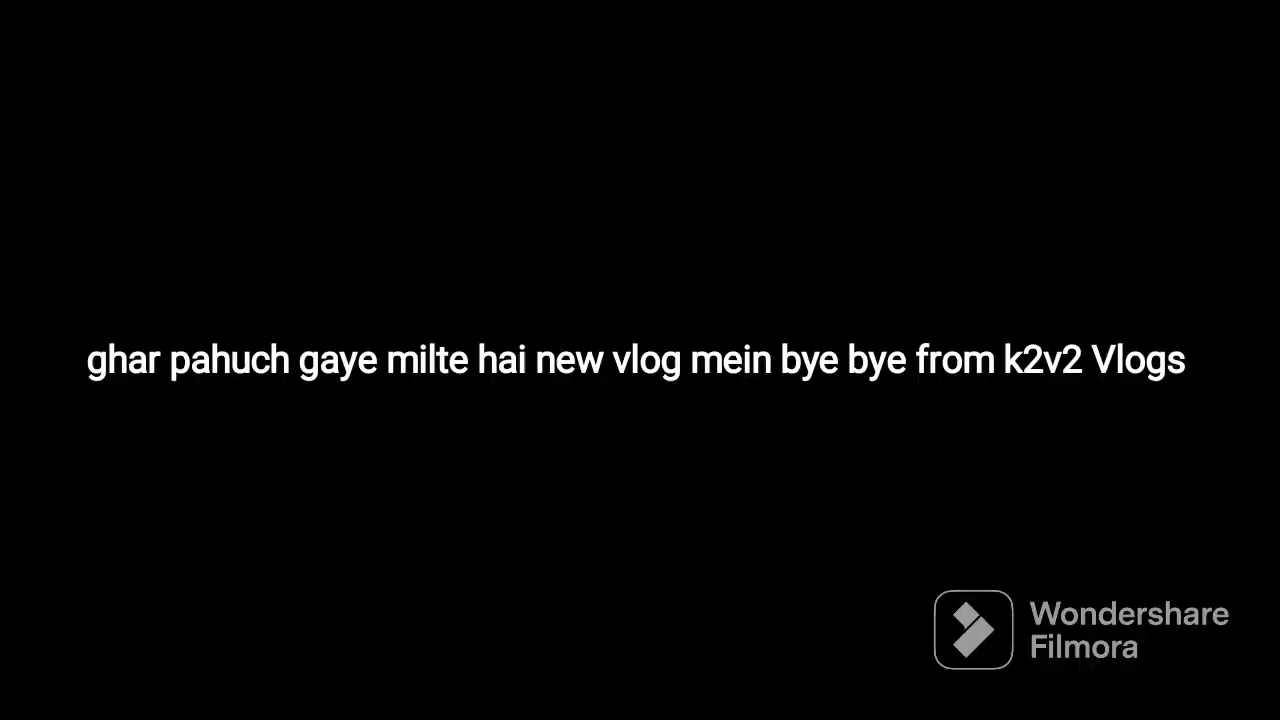 ghar pahuch gaye milte hai new vlog mein bye bye from k2v2 Vlogs
Wondershare
Filmora